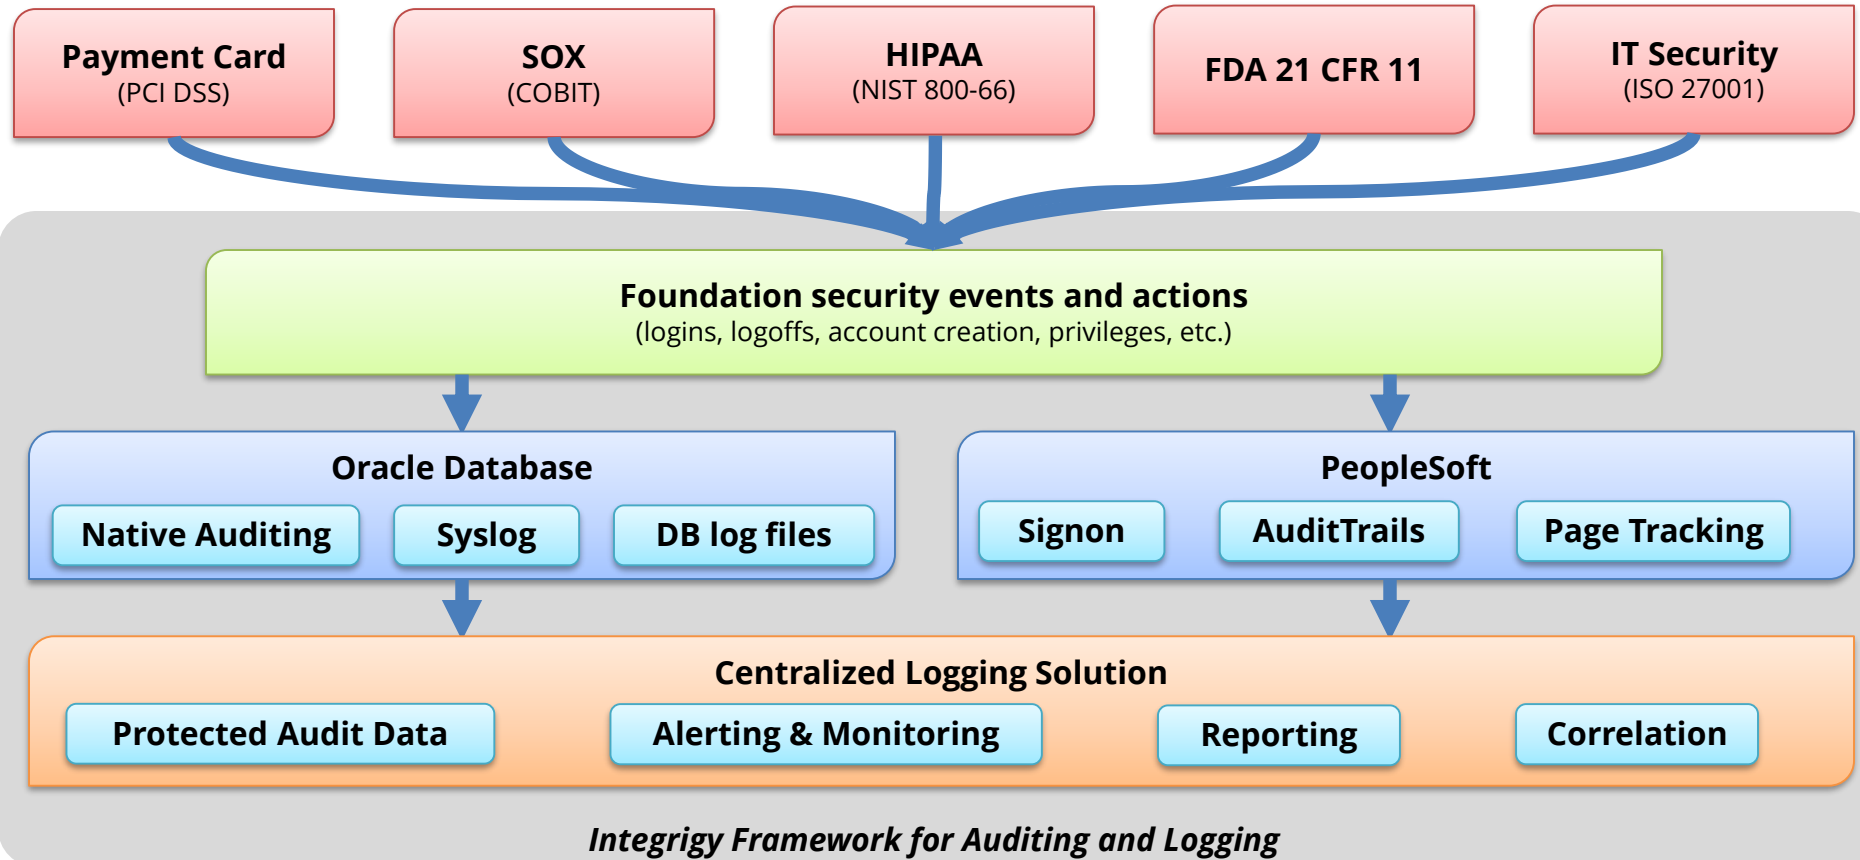 Payment Card
(PCI DSS)
SOX
(COBIT)
HIPAA
(NIST 800-66)
FDA 21 CFR 11
IT Security
(ISO 27001)
Foundation security events and actions
(logins, logoffs, account creation, privileges, etc.)
Oracle Database
Native Auditing
Syslog
DB log files
PeopleSoft
Signon
AuditTrails
Page Tracking
Centralized Logging Solution
Protected Audit Data
Alerting & Monitoring
Reporting
Correlation
Integrigy Framework for Auditing and Logging